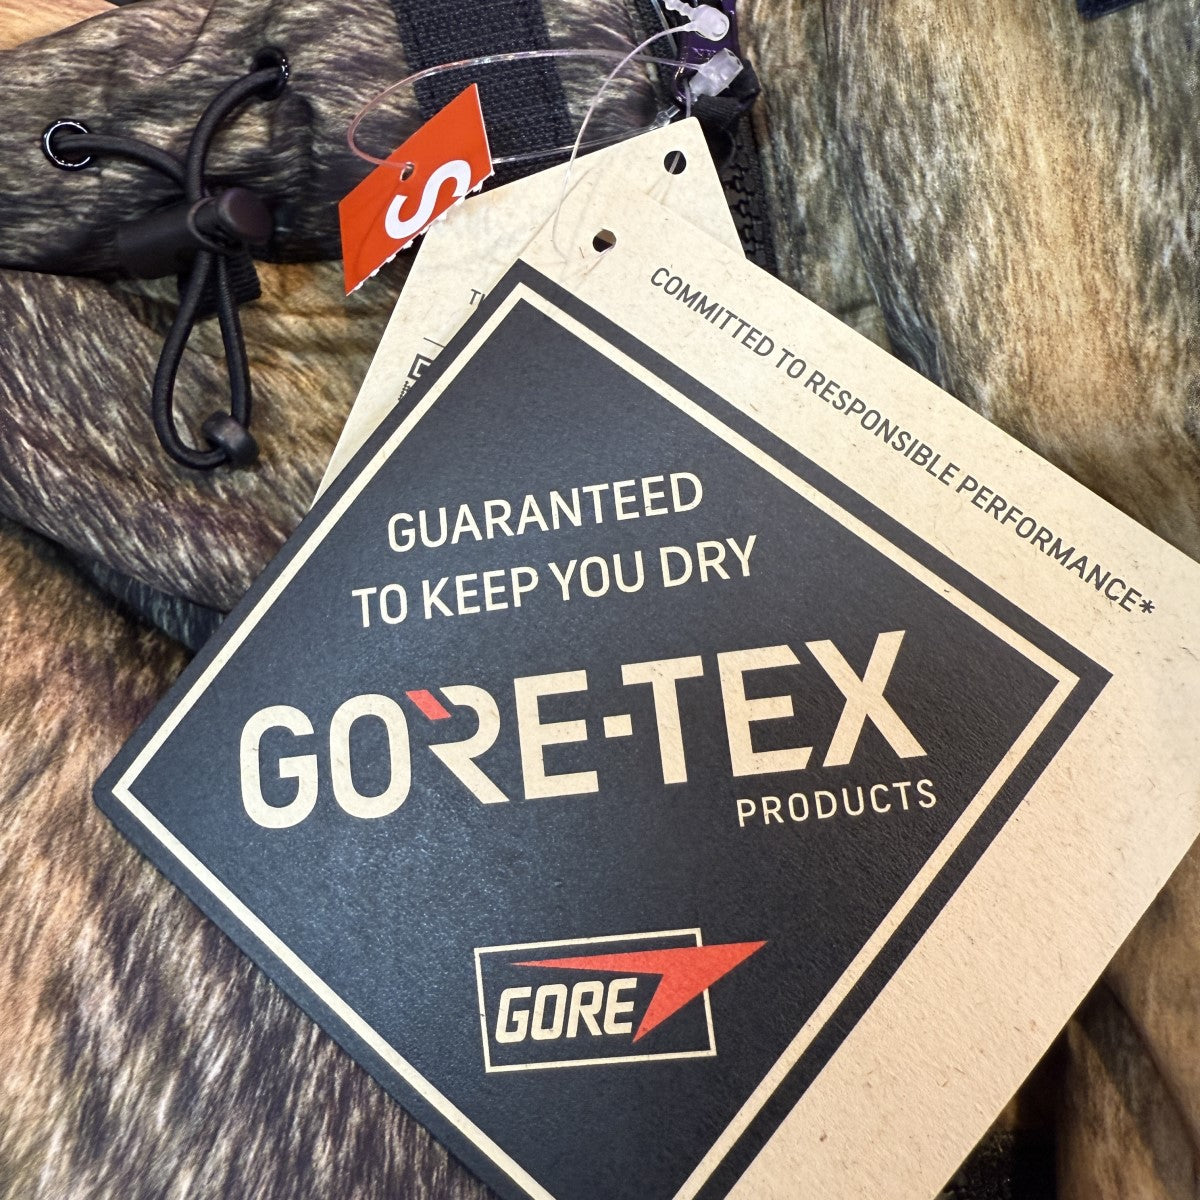 S
COMMITTED TO RESPONSIBLE PERFORMANCE*
GUARANTEED
TO KEEP YOU DRY
GORE-TEX
PRODUCTS
GORE